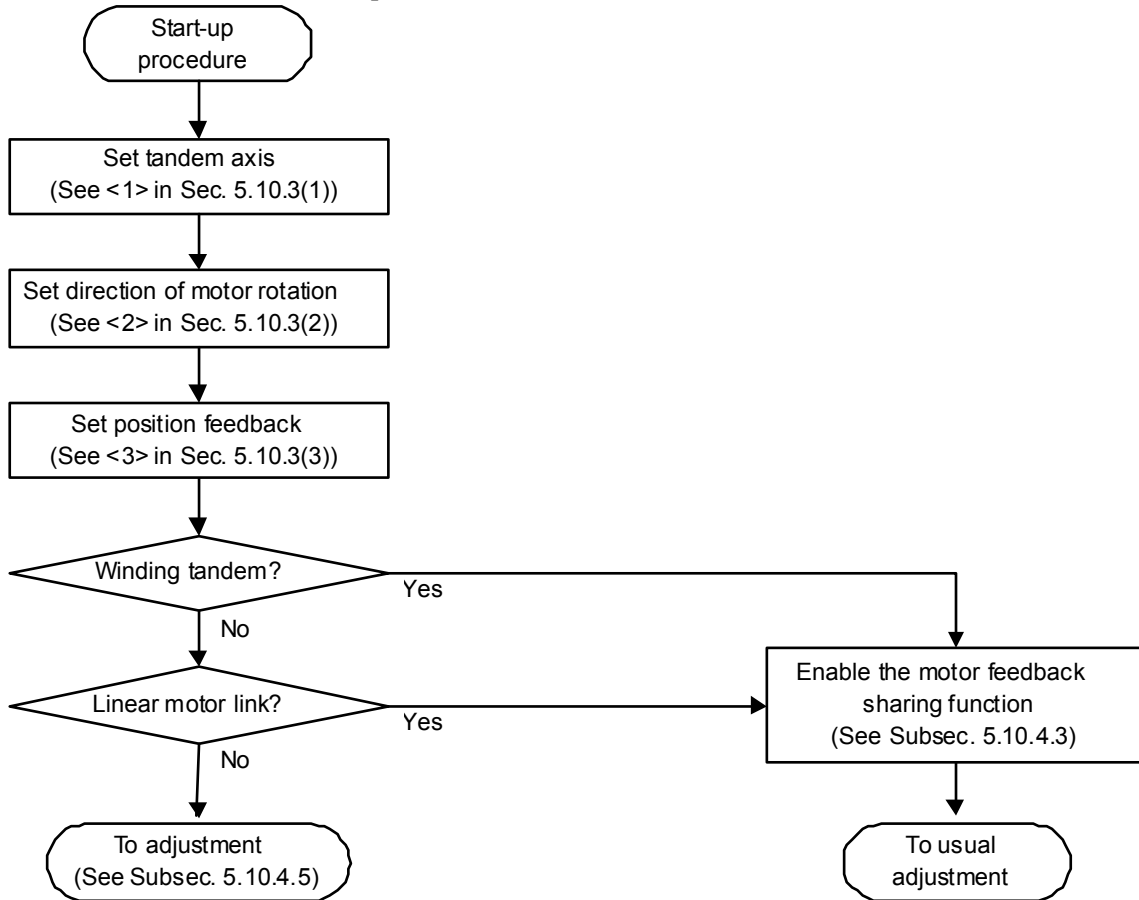 Start-up
procedure
Set tandem axis
(See <1> in Sec. 5.10.3(1))
Set direction of motor rotation
(See <2> in Sec. 5.10.3(2))
Set position feedback
(See <3> in Sec. 5.10.3(3))
Winding tandem?
Yes
No
Linear motor link?
Yes
No
Enable the motor feedback
sharing function
(See Subsec. 5.10.4.3)
To adjustment
(See Subsec. 5.10.4.5)
To usual
adjustment